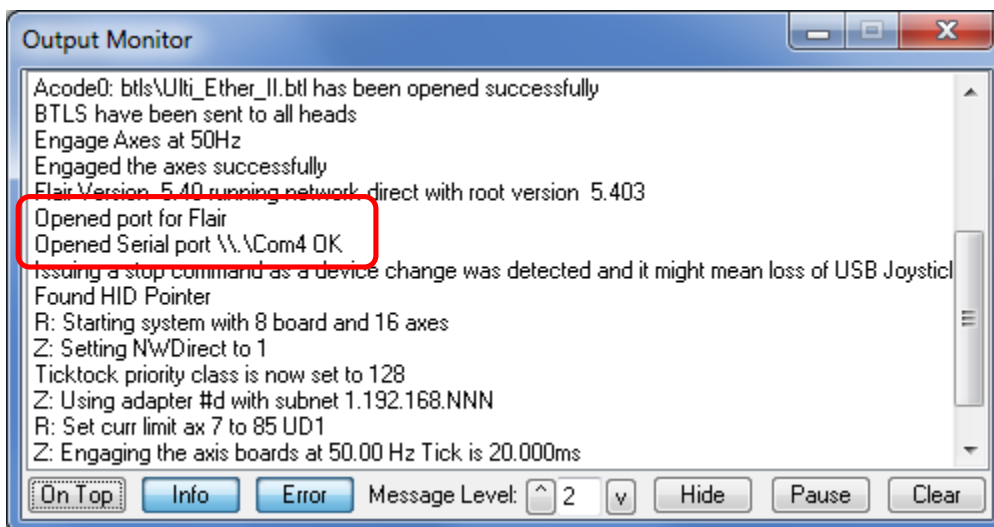 Output Monitor
Acode0: btls\Ulti_Ether_II.btl has been opened successfully
BTLS have been sent to all heads
Engage Axes at 50Hz
Engaged the axes successfully
Flair Version 5.40 running network direct with root version 5.403
Opened port for Flair
Opened Serial port \\.\Com4 OK
Issuing a stop command as a device change was detected and it might mean loss of USB Joysticl
Found HID Pointer
R: Starting system with 8 board and 16 axes
Z: Setting NWDirect to 1
Ticktock priority class is now set to 128
Z: Using adapter #d with subnet 1.192.168.NNN
R: Set curr limit ax 7 to 85 UD1
Z: Engaging the axis boards at 50.00 Hz Tick is 20.000ms
On Top Info Error Message Level: ^ 2 v Hide Pause Clear